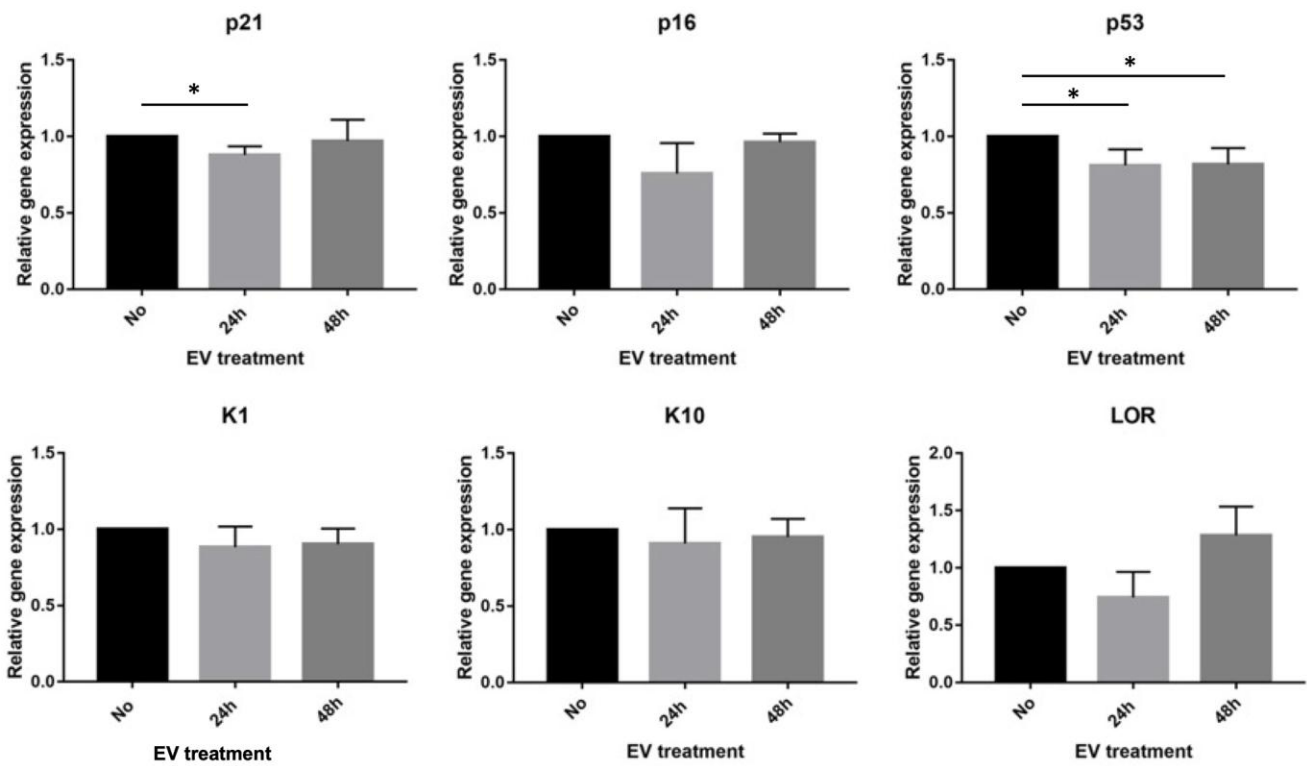 p21
Relative gene expression
1.5
1.0
0.5
0.0
*
No
24h
48h
EV treatment
p16
Relative gene expression
1.5
1.0
0.5
0.0
No
24h
48h
EV treatment
p53
Relative gene expression
1.5
1.0
0.5
0.0
*
*
No
24h
48h
EV treatment
K1
Relative gene expression
1.5
1.0
0.5
0.0
No
24h
48h
EV treatment
K10
Relative gene expression
1.5
1.0
0.5
0.0
No
24h
48h
EV treatment
LOR
Relative gene expression
2.0
1.5
1.0
0.5
0.0
No
24h
48h
EV treatment